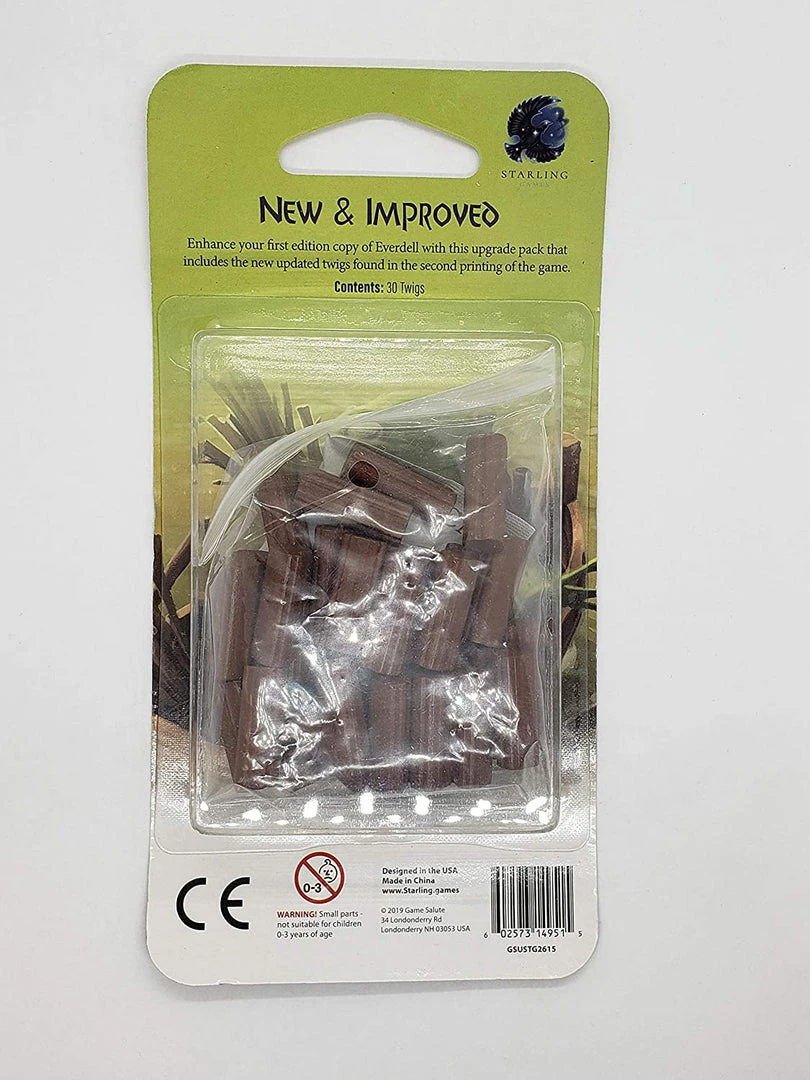 STARLING
GAMES
NEW & IMPROVED
Enhance your first edition copy of Everdell with this upgrade pack that
includes the new updated twigs found in the second printing of the game.
Contents: 30 Twigs
CE
0-3
WARNING! Small parts -
not suitable for children
0-3 years of age
Designed in the USA
Made in China
www.Starling.games
© 2019 Game Salute
34 Londonderry Rd
Londonderry NH 03053 USA
6 02573 14951 5
GSUSTG2615